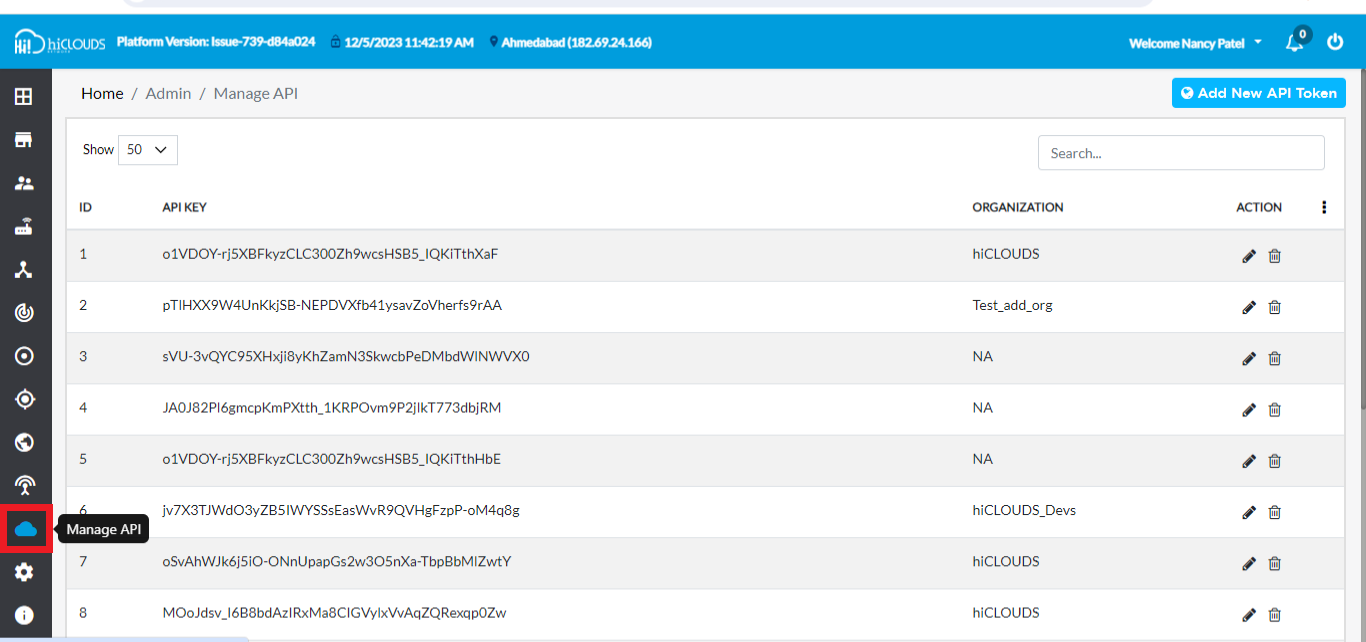 Hi! hiCLOUDS NETWORK Platform Version: Issue-739-d84a024 12/5/2023 11:42:19 AM Ahmedabad (182.69.24.166) Welcome Nancy Patel 0
Home / Admin / Manage API Add New API Token
Show 50 Search...
ID API KEY ORGANIZATION ACTION
1 o1VDOY-rj5XBFkyzCLC300Zh9wcsHSB5_IQKiTthXaF hiCLOUDS
2 pTIHXX9W4UnKkjSB-NEPDVXfb41ysavZoVherfs9rAA Test_add_org
3 sVU-3vQYC95XHxji8yKhZamN3SkwcbPeDMbdWlNWVX0 NA
4 JA0J82Pl6gmcpKmPXtth_1KRPOvm9P2jlkT773dbjRM NA
5 o1VDOY-rj5XBFkyzCLC300Zh9wcsHSB5_IQKiTthHbE NA
6 jv7X3TJWdO3yZB5IWYSSsEasWvR9QVHgFzpP-oM4q8g hiCLOUDS_Devs
Manage API
7 oSvAhWJk6j5iO-ONnUpapGs2w3O5nXa-TbpBbMlZwtY hiCLOUDS
8 MOoJdsv_I6B8bdAzIRxMa8CIGVylxVvAqZQRexqp0Zw hiCLOUDS